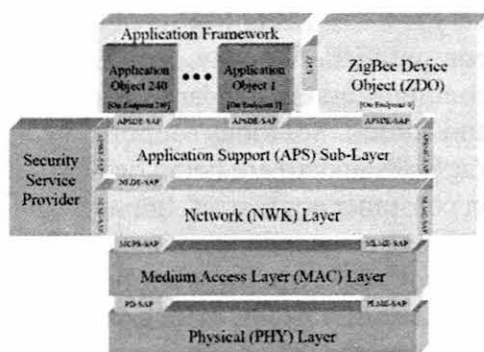 Application Framework
Application
Object 240
[On Endpoint 240]
Application
Object 1
[On Endpoint 1]
ZigBee Device
Object (ZDO)
[On Endpoint 0]
APSDE-SAP
APSDE-SAP
APSDE-SAP
Security
Service
Provider
Application Support (APS) Sub-Layer
NLDE-SAP
Network (NWK) Layer
MCPS-SAP
MLME-SAP
Medium Access Layer (MAC) Layer
PD-SAP
PLME-SAP
Physical (PHY) Layer